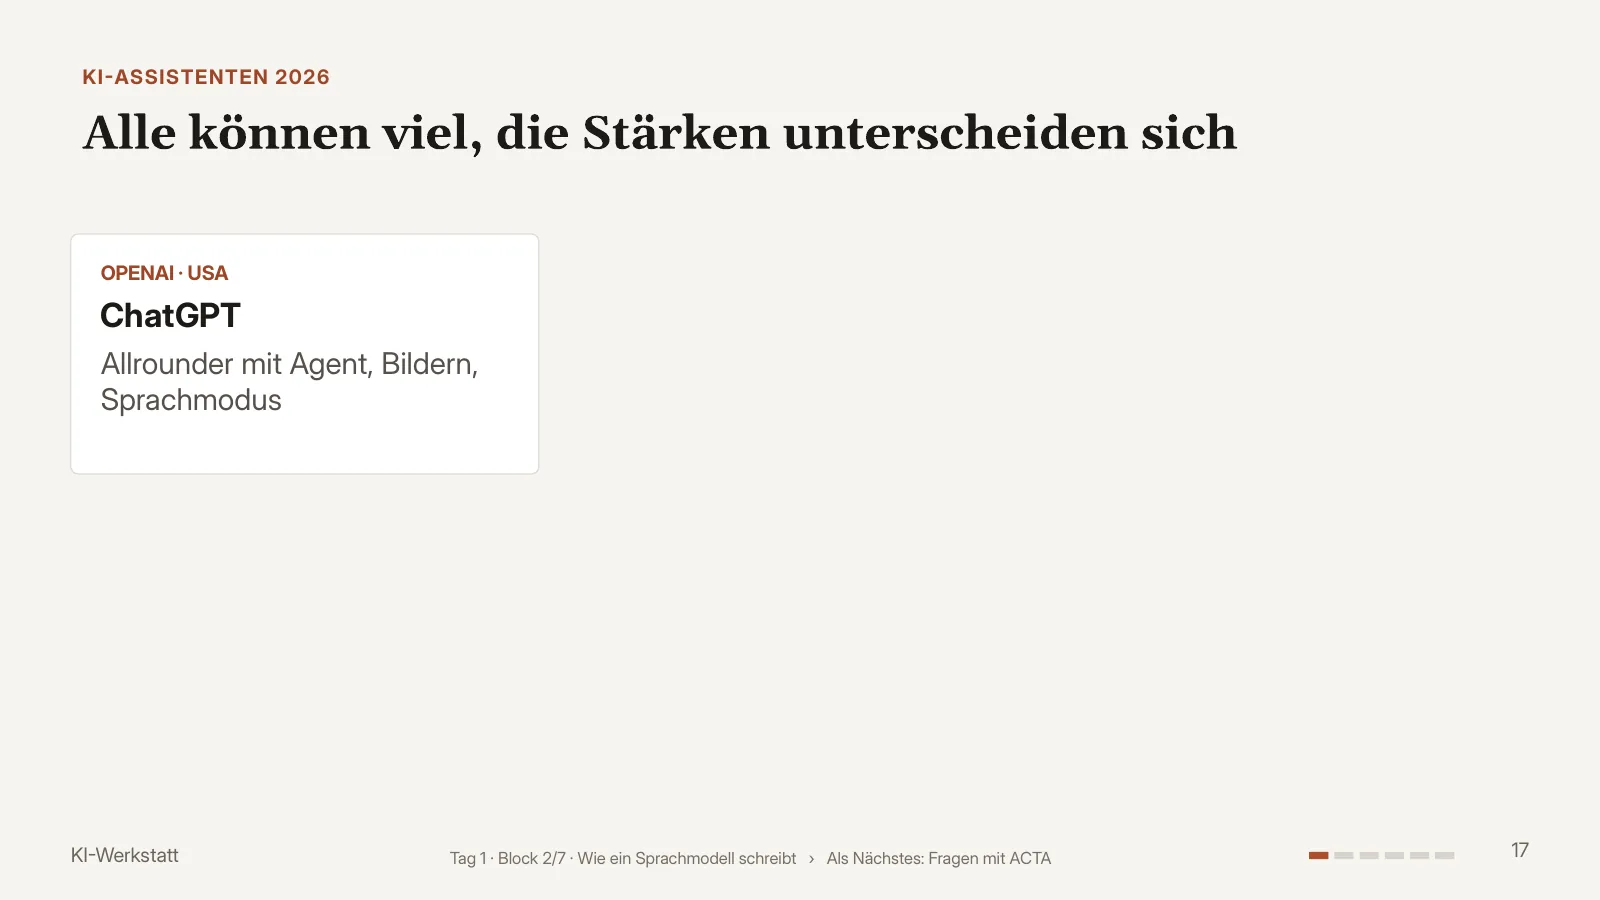 KI-ASSISTENTEN 2026
Alle können viel, die Stärken unterscheiden sich
OPENAI · USA
ChatGPT
Allrounder mit Agent, Bildern,
Sprachmodus
KI-Werkstatt
Tag 1 · Block 2/7 · Wie ein Sprachmodell schreibt › Als Nächstes: Fragen mit ACTA
17